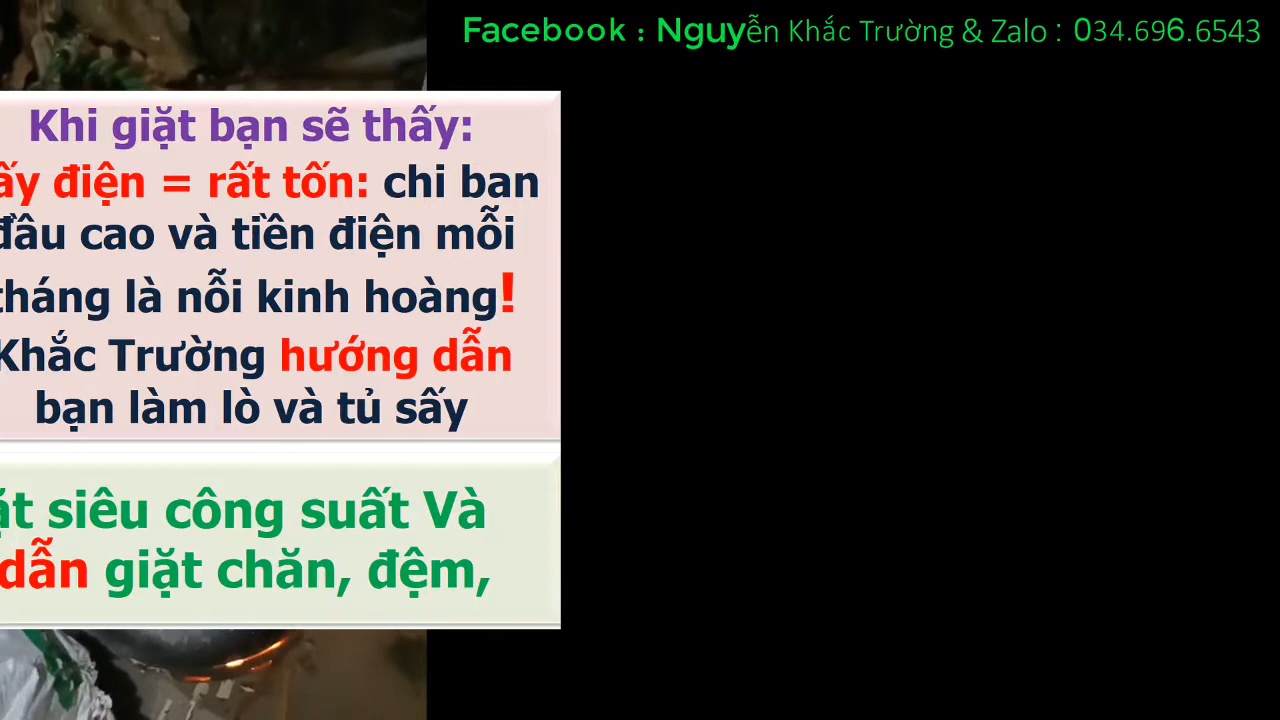 Facebook : Nguyễn Khắc Trường & Zalo : 034.696.6543
Khi giặt bạn sẽ thấy:
ấy điện = rất tốn: chi ban
đầu cao và tiền điện mỗi
tháng là nỗi kinh hoàng!
Khắc Trường hướng dẫn
bạn làm lò và tủ sấy
ặt siêu công suất Và
dẫn giặt chăn, đệm,